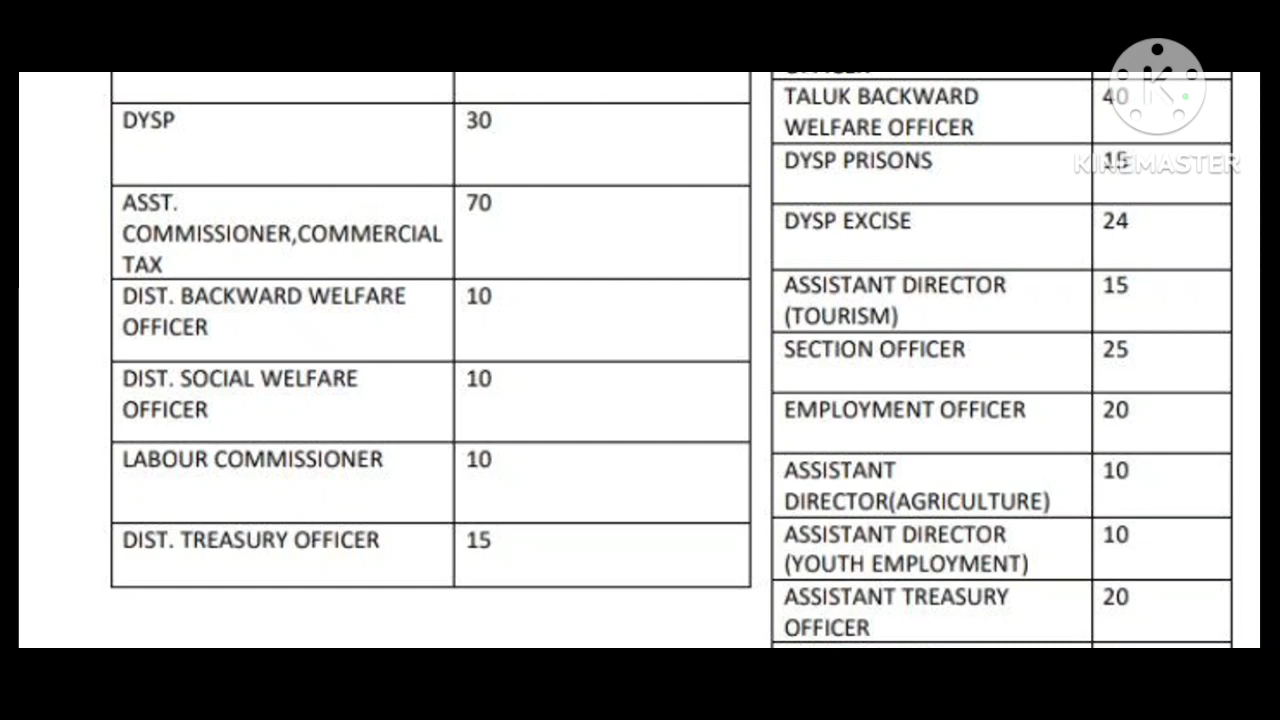 DYSP 30
ASST. 70
COMMISSIONER,COMMERCIAL
TAX
DIST. BACKWARD WELFARE 10
OFFICER
DIST. SOCIAL WELFARE 10
OFFICER
LABOUR COMMISSIONER 10
DIST. TREASURY OFFICER 15
TALUK BACKWARD 40
WELFARE OFFICER
DYSP PRISONS 15
DYSP EXCISE 24
ASSISTANT DIRECTOR 15
(TOURISM)
SECTION OFFICER 25
EMPLOYMENT OFFICER 20
ASSISTANT 10
DIRECTOR(AGRICULTURE)
ASSISTANT DIRECTOR 10
(YOUTH EMPLOYMENT)
ASSISTANT TREASURY 20
OFFICER
KINEMASTER